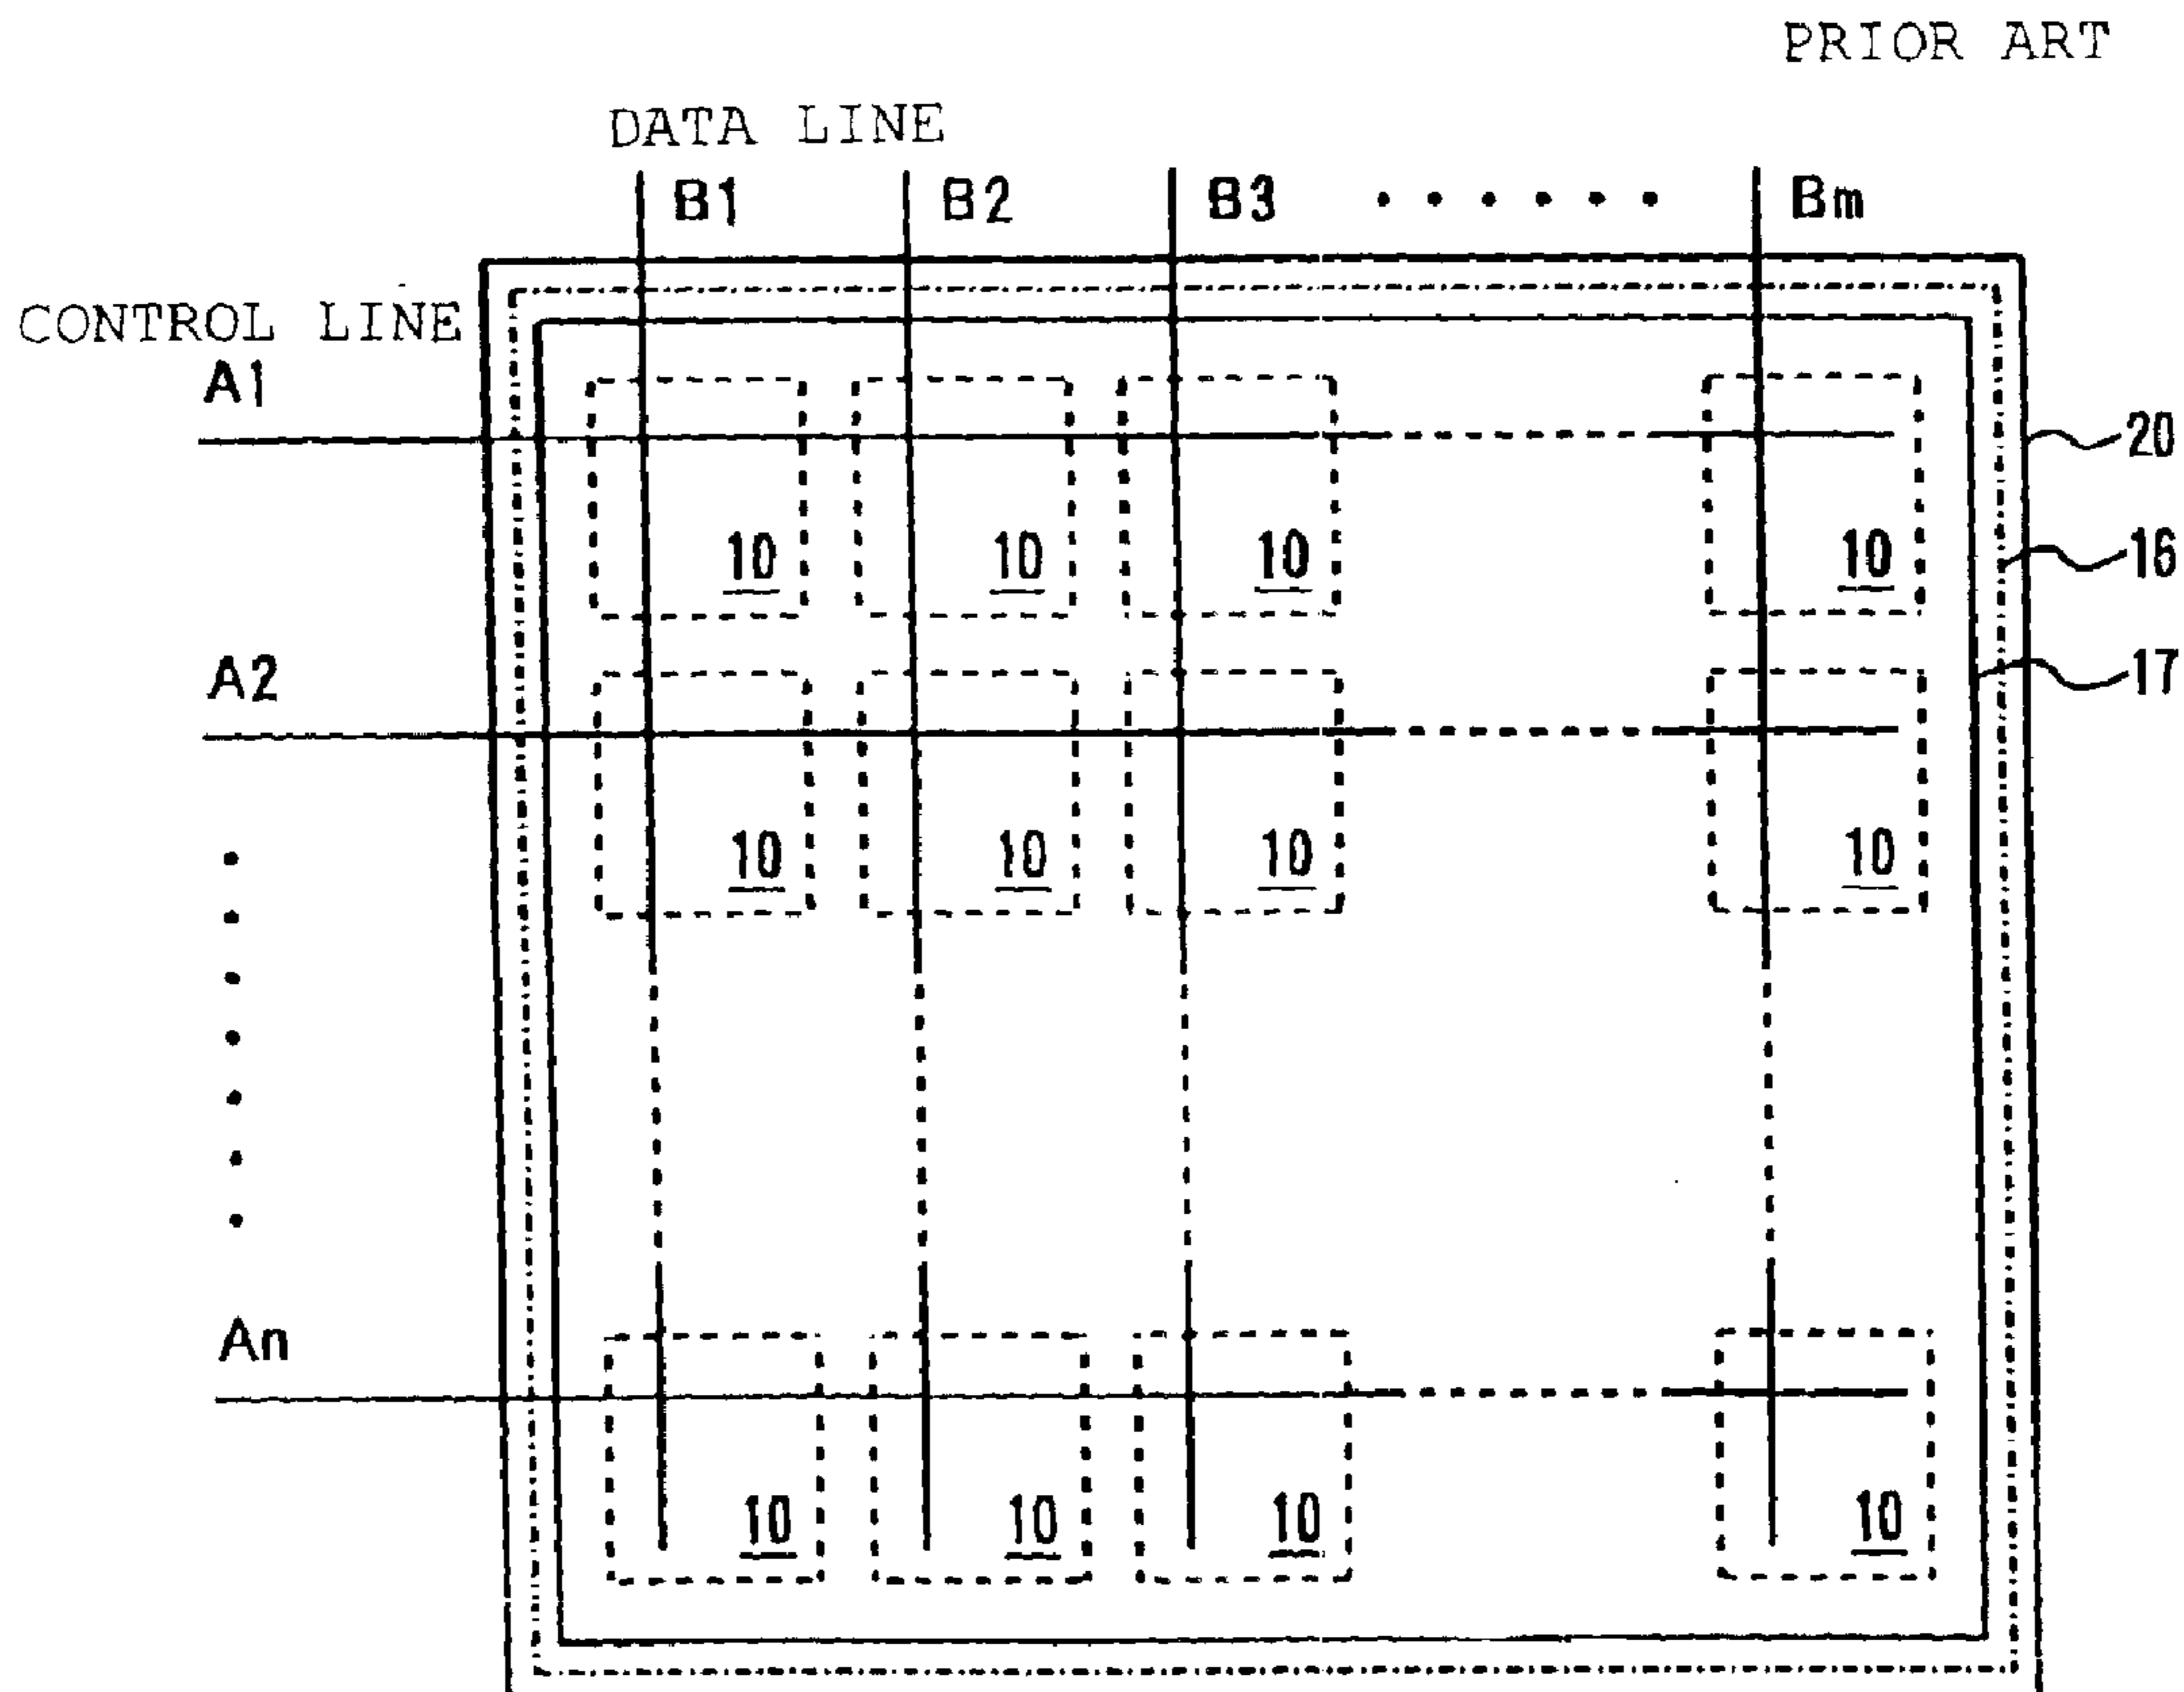 PRIOR ART
DATA LINE
B1 B2 B3 ······ Bm
CONTROL LINE
A1
20
10 10 10 10
16
A2
17
10 10 10 10
An
10 10 10 10